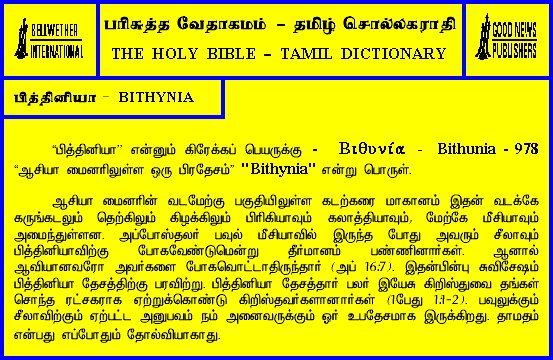 BELLWETHER
INTERNATIONAL
பரிசுத்த வேதாகமம் – தமிழ் சொல்லகராதி
THE HOLY BIBLE – TAMIL DICTIONARY
GOOD NEWS
PUBLISHERS
பித்தினியா – BITHYNIA
“பித்தினியா” என்னும் கிரேக்கப் பெயருக்கு - Βιθυνία - Bithunia - 978
“ஆசியா மைனரிலுள்ள ஒரு பிரதேசம்” "Bithynia" என்று பொருள்.
ஆசியா மைனரின் வடமேற்கு பகுதியிலுள்ள கடற்கரை மாகானம் இதன் வடக்கே
கருங்கடலும் தெற்கிலும் கிழக்கிலும் பிரிகியாவும் கலாத்தியாவும், மேற்கே மீசியாவும்
அமைந்துள்ளன. அப்போஸ்தலர் பவுல் மீசியாவில் இருந்த போது அவரும் சீலாவும்
பித்தினியாவிற்கு போகவேண்டுமென்று தீர்மானம் பண்ணினார்கள். ஆனால்
ஆவியானவரோ அவர்களை போகவொட்டாதிருந்தார் (அப் 16:7). இதன்பின்பு சுவிசேஷம்
பித்தினியா தேசத்திற்கு பரவிற்று. பித்தினியா தேசத்தார் பலர் இயேசு கிறிஸ்துவை தங்கள்
சொந்த ரட்சகராக ஏற்றுக்கொண்டு கிறிஸ்தவர்களானார்கள் (1பேது 1:1-2). பவுலுக்கும்
சீலாவிற்கும் ஏற்பட்ட அனுபவம் நம் அனைவருக்கும் ஓர் உபதேசமாக இருக்கிறது. தாமதம்
என்பது எப்போதும் தோல்வியாகாது.